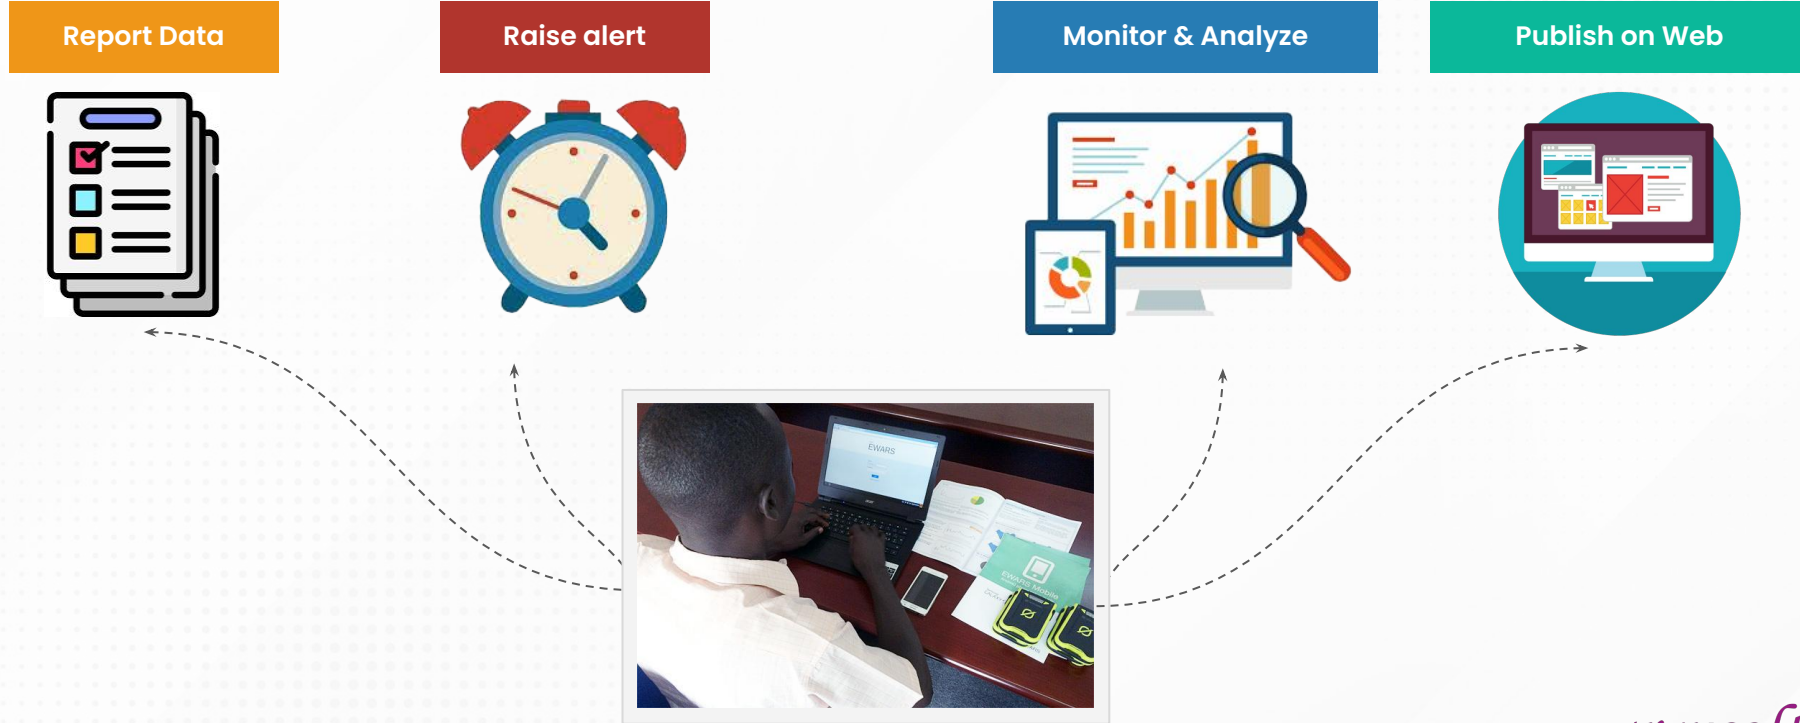 Report Data
Raise alert
Monitor & Analyze
Publish on Web
EWARS
EWARS Mobile